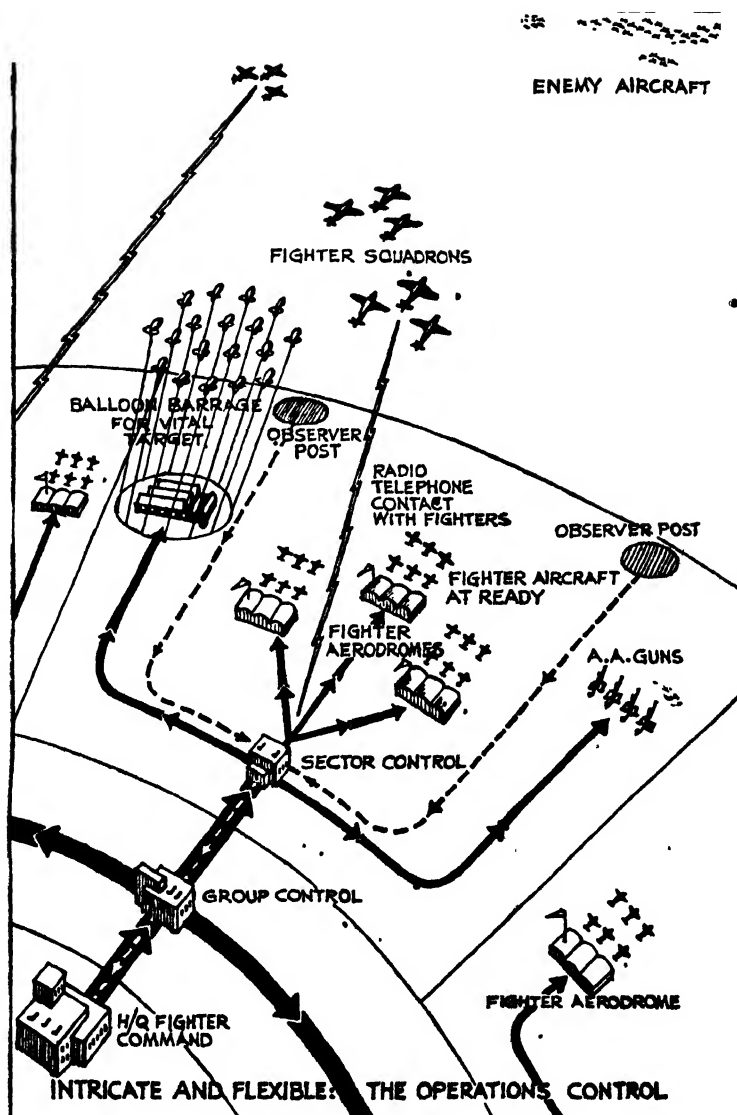 ENEMY AIRCRAFT
FIGHTER SQUADRONS
BALLOON BARRAGE
FOR VITAL
TARGET
OBSERVER
POST
RADIO
TELEPHONE
CONTACT
WITH FIGHTERS
OBSERVER POST
FIGHTER AIRCRAFT
AT READY
FIGHTER
AERODROMES
A.A. GUNS
SECTOR CONTROL
GROUP CONTROL
FIGHTER AERODROME
H/Q FIGHTER
COMMAND
INTRICATE AND FLEXIBLE: THE OPERATIONS CONTROL